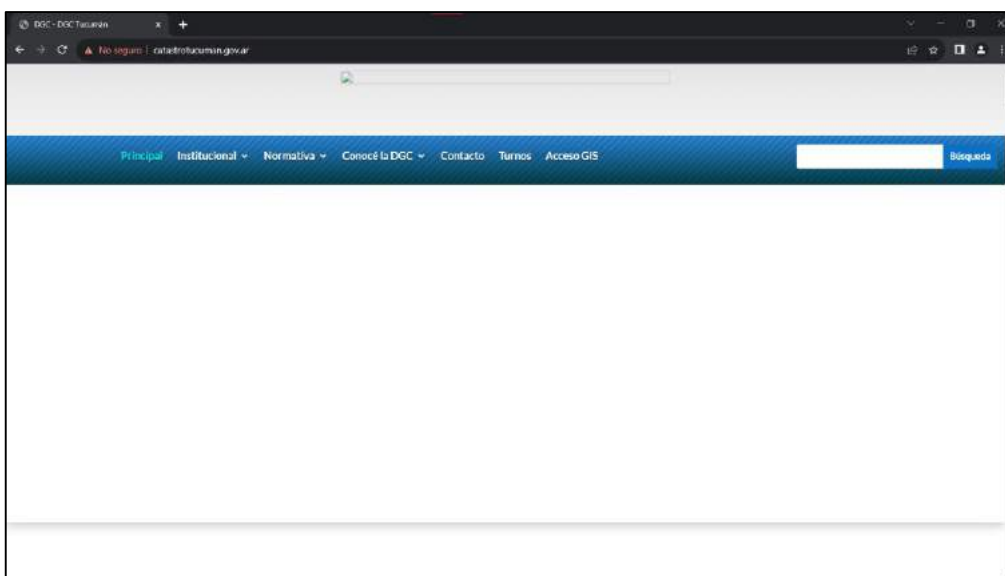 DGC - DGC Tucumán
No seguro | catastrotucuman.gov.ar
Principal Institucional Normativa Conocé la DGC Contacto Turnos Acceso GIS
Búsqueda